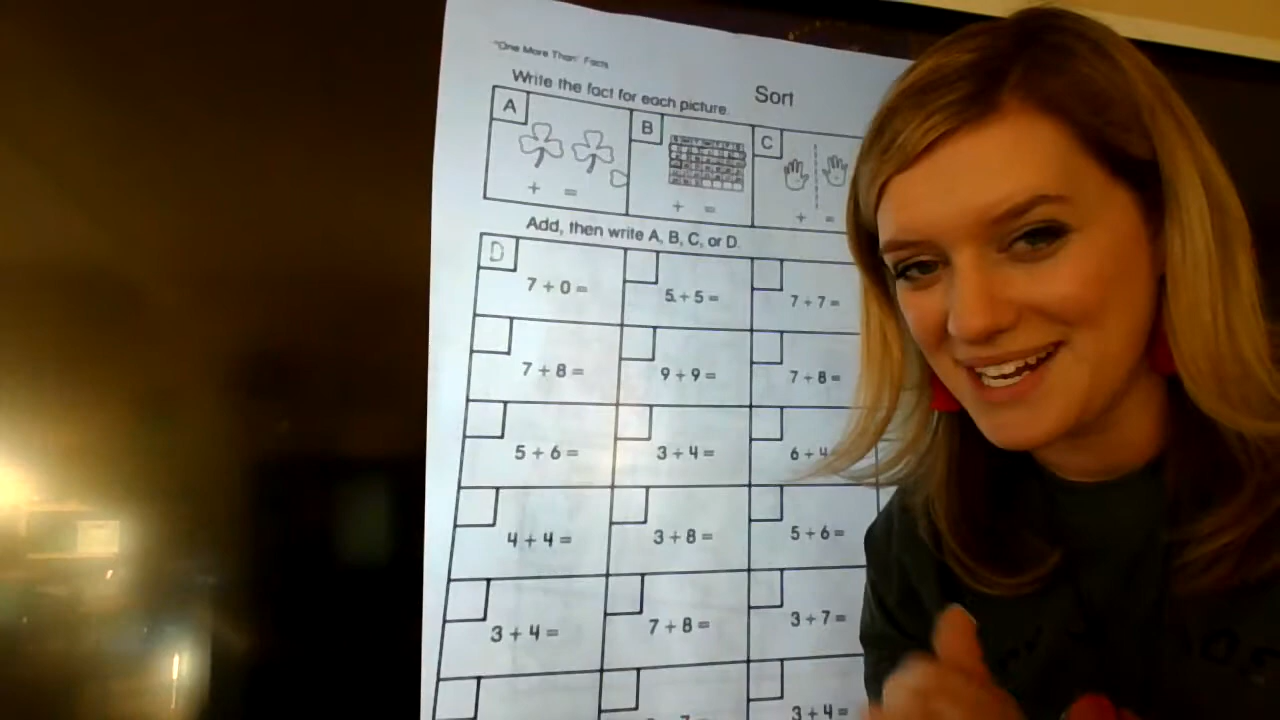 "One More Than" Facts
Write the fact for each picture.
Sort
A
B
C
+ =
+ =
+ =
Add, then write A, B, C, or D.
D
7 + 0 =
5 + 5 =
7 + 7 =
7 + 8 =
9 + 9 =
7 + 8 =
5 + 6 =
3 + 4 =
6 + 4
4 + 4 =
3 + 8 =
5 + 6 =
3 + 4 =
7 + 8 =
3 + 7 =
3 + 4 =